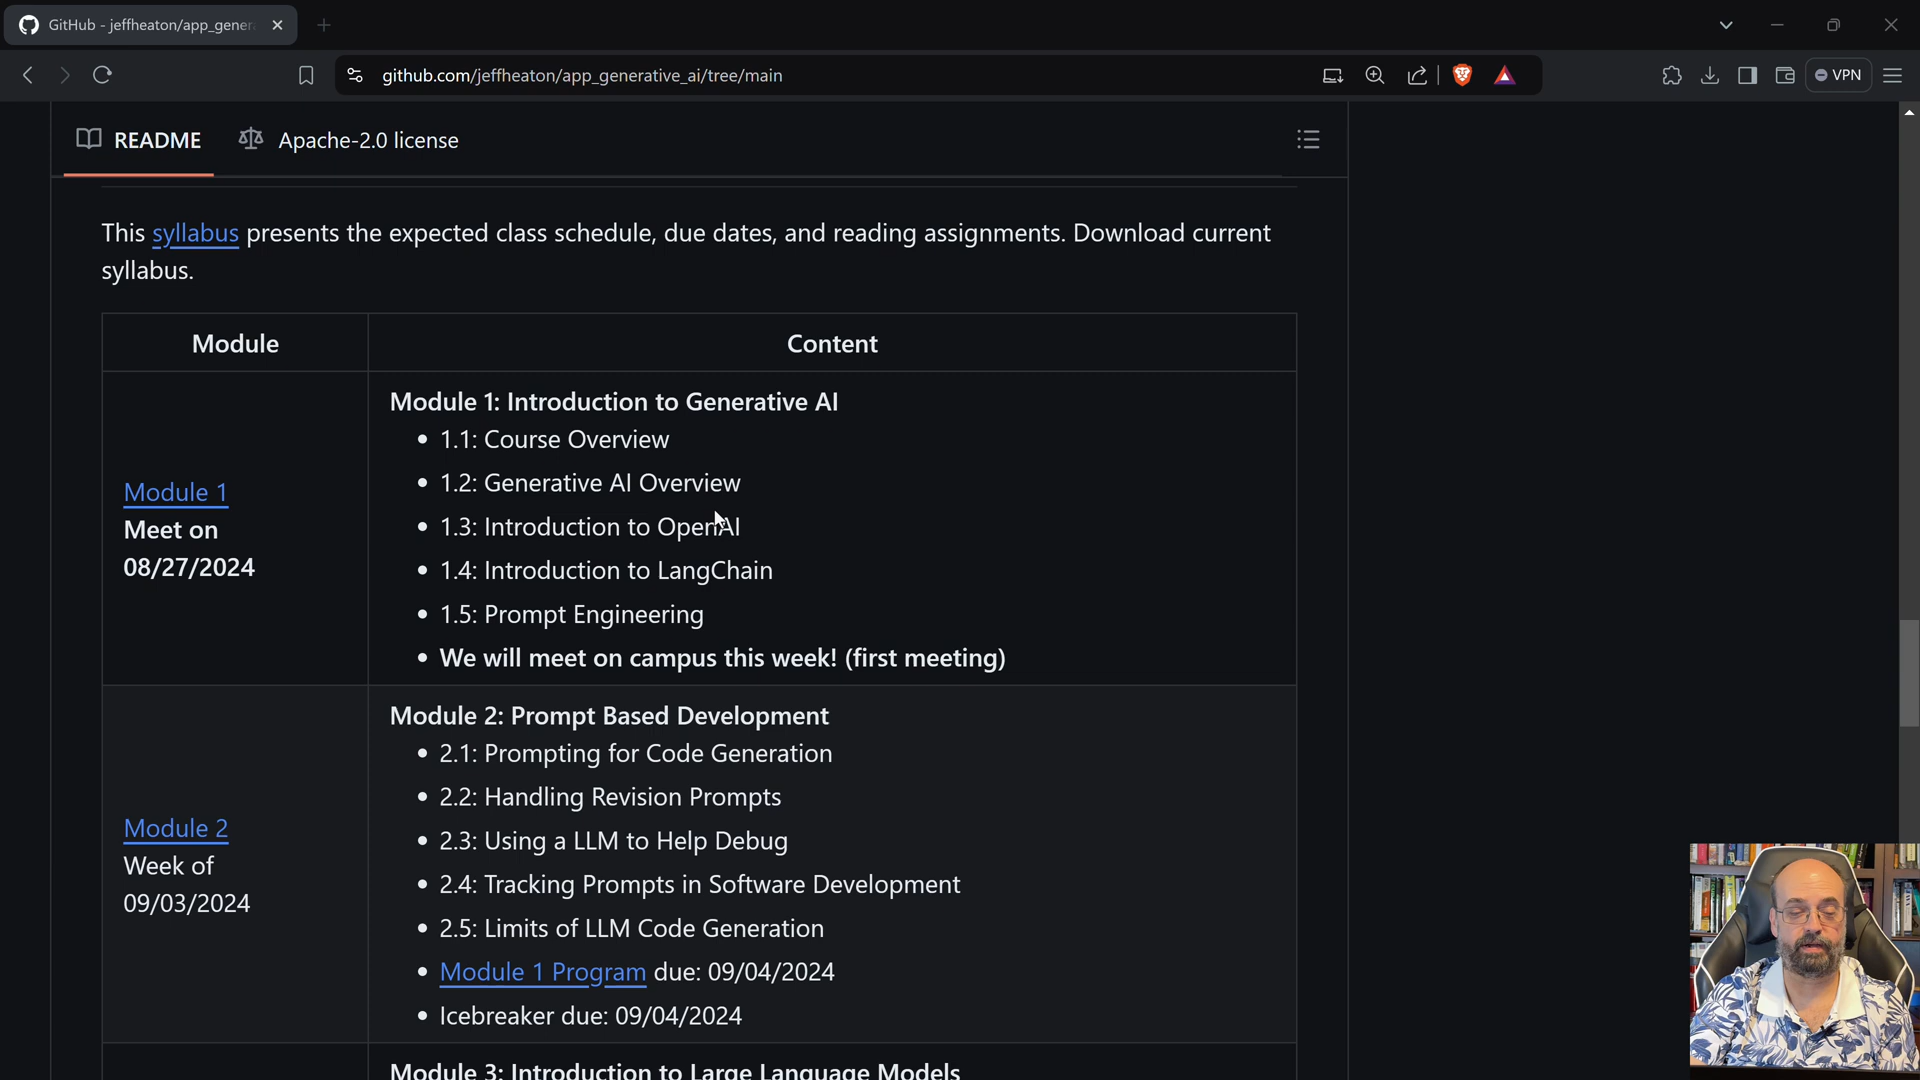 GitHub - jeffheaton/app_gener
github.com/jeffheaton/app_generative_ai/tree/main
VPN
README
Apache-2.0 license
This syllabus presents the expected class schedule, due dates, and reading assignments. Download current
syllabus.
Module
Content
Module 1
Meet on
08/27/2024
Module 1: Introduction to Generative AI
• 1.1: Course Overview
• 1.2: Generative AI Overview
• 1.3: Introduction to OpenAI
• 1.4: Introduction to LangChain
• 1.5: Prompt Engineering
• We will meet on campus this week! (first meeting)
Module 2
Week of
09/03/2024
Module 2: Prompt Based Development
• 2.1: Prompting for Code Generation
• 2.2: Handling Revision Prompts
• 2.3: Using a LLM to Help Debug
• 2.4: Tracking Prompts in Software Development
• 2.5: Limits of LLM Code Generation
• Module 1 Program due: 09/04/2024
• Icebreaker due: 09/04/2024
Module 3: Introduction to Large Language Models